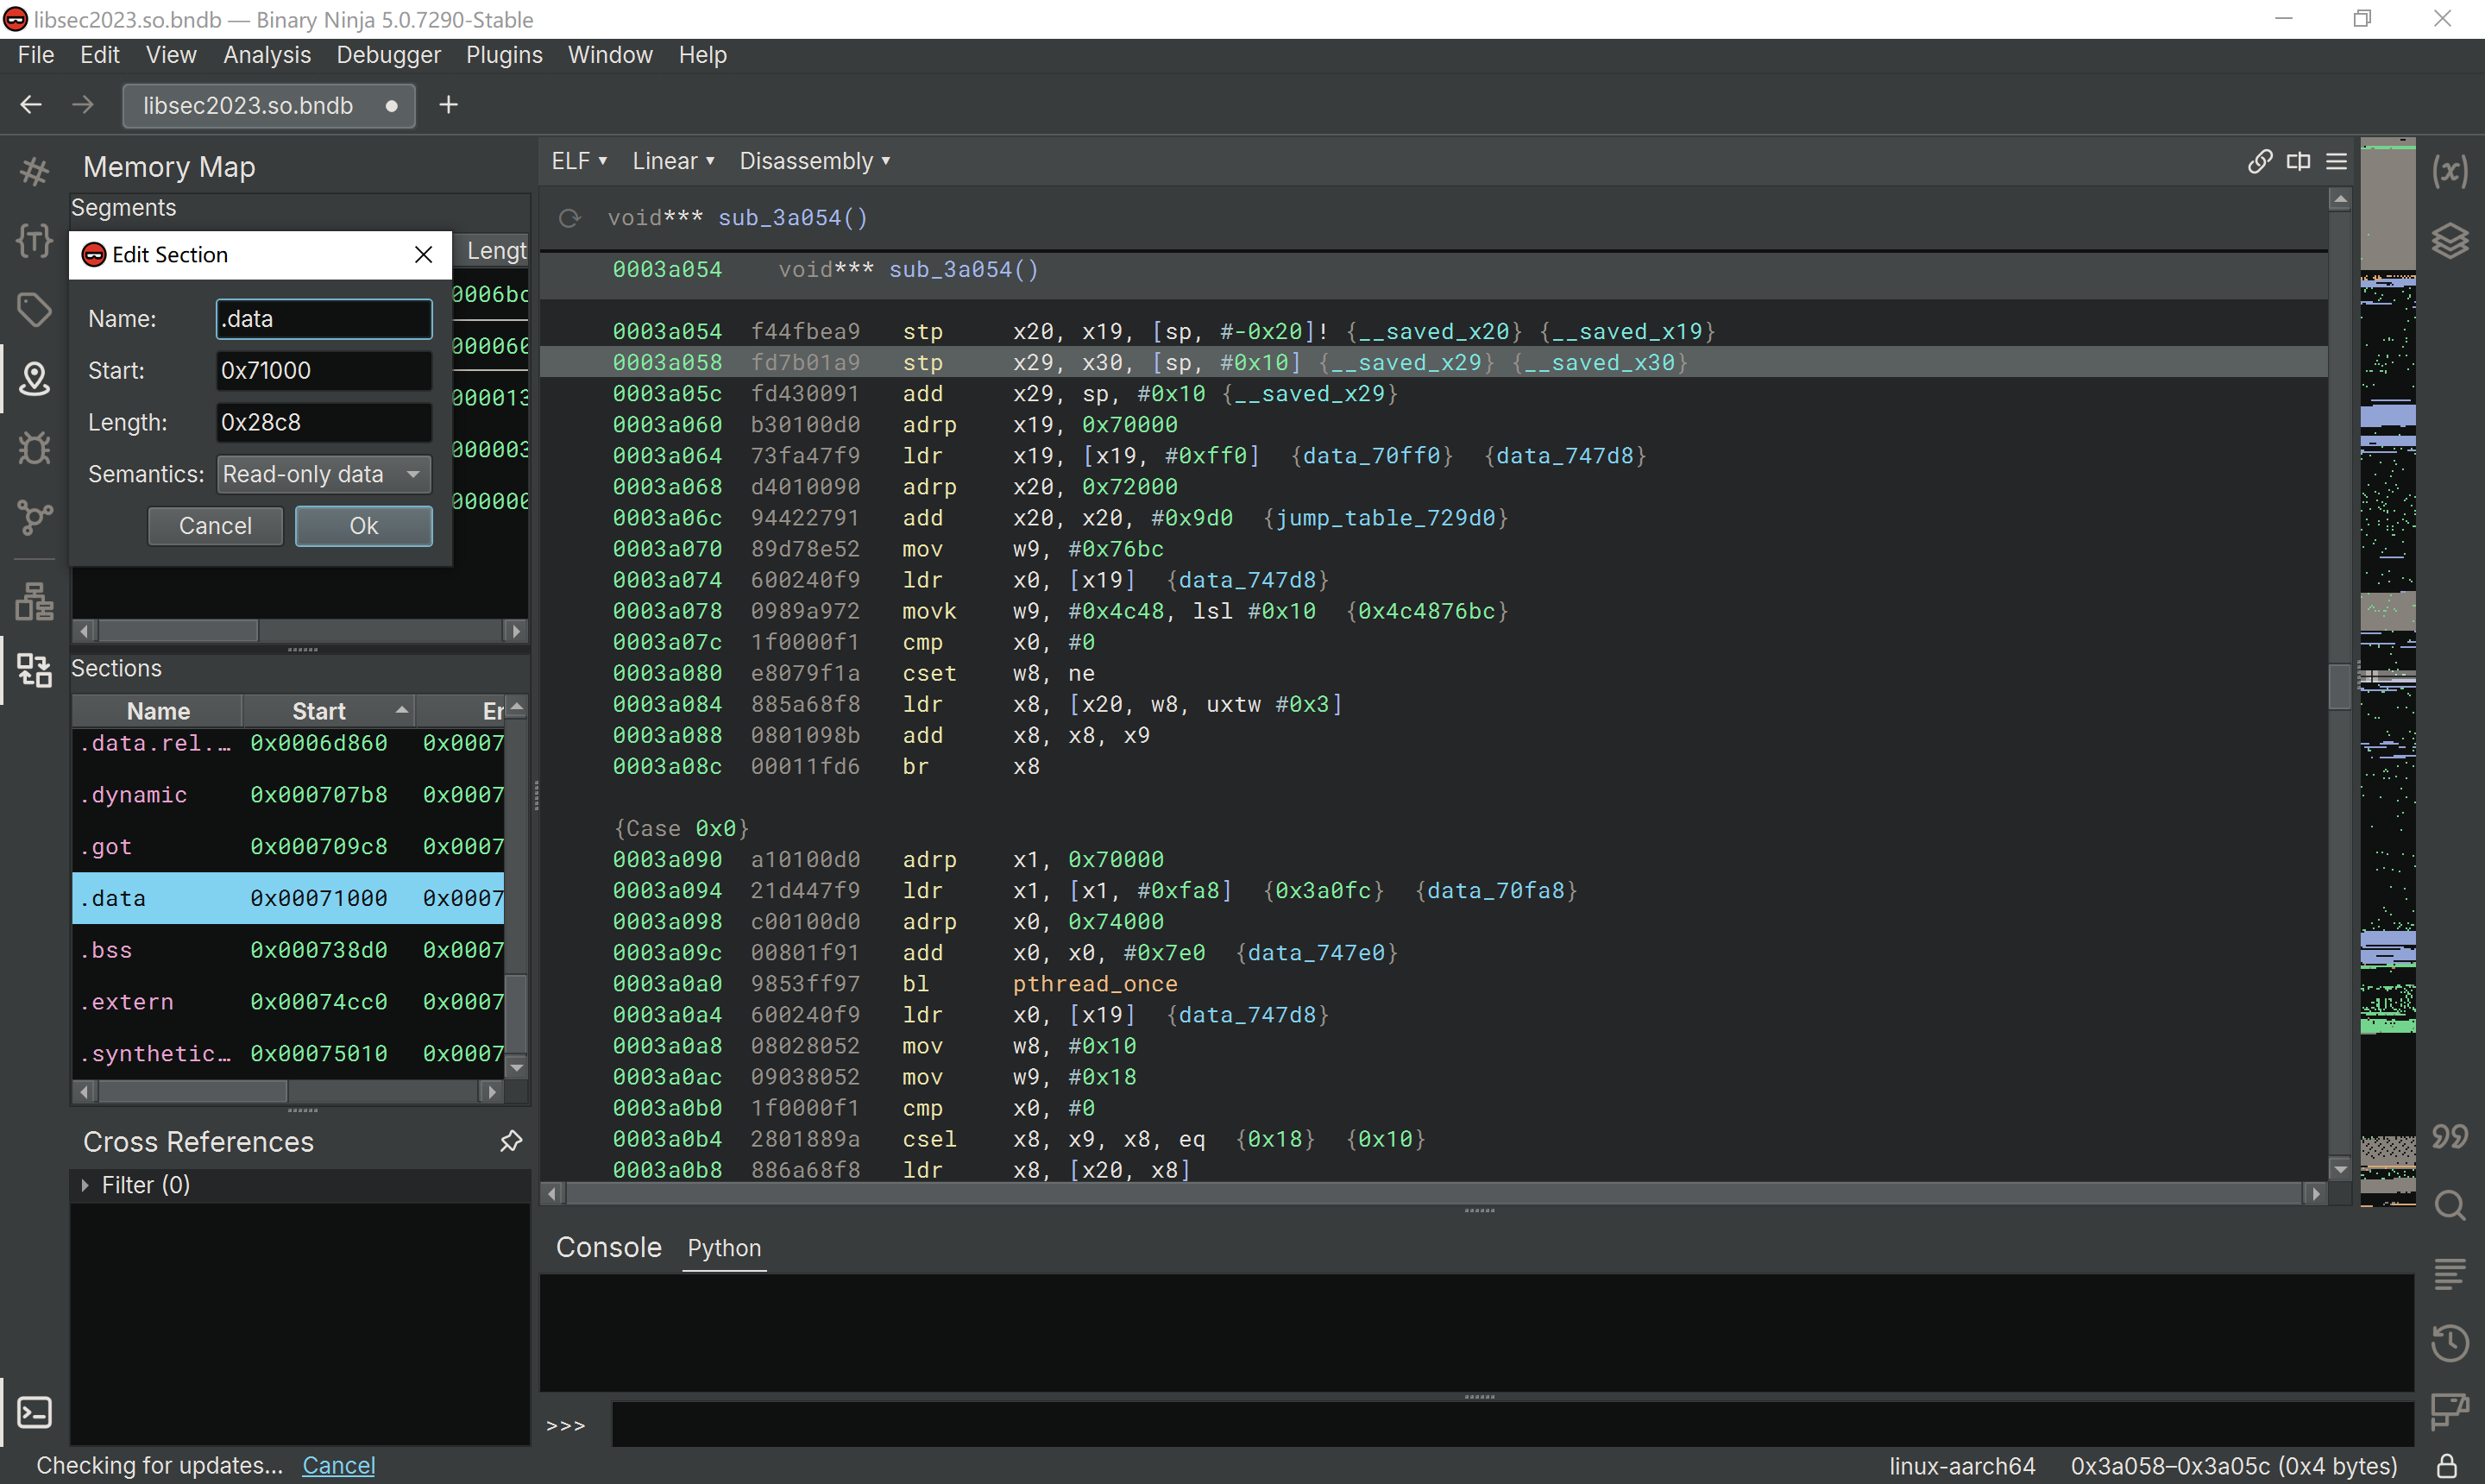 libsec2023.so.bndb — Binary Ninja 5.0.7290-Stable
File Edit View Analysis Debugger Plugins Window Help
libsec2023.so.bndb
Memory Map
Segments
Edit Section
Lengt
Name: .data
0006bc
Start: 0x71000
000060
Length: 0x28c8
000013
000003
Semantics: Read-only data
000000
Cancel Ok
Sections
Name Start Er
.data.rel.… 0x0006d860 0x0007
.dynamic 0x000707b8 0x0007
.got 0x000709c8 0x0007
.data 0x00071000 0x0007
.bss 0x000738d0 0x0007
.extern 0x00074cc0 0x0007
.synthetic… 0x00075010 0x0007
Cross References
Filter (0)
ELF Linear Disassembly
void*** sub_3a054()
0003a054 void*** sub_3a054()
0003a054 f44fbea9 stp x20, x19, [sp, #-0x20]! {__saved_x20} {__saved_x19}
0003a058 fd7b01a9 stp x29, x30, [sp, #0x10] {__saved_x29} {__saved_x30}
0003a05c fd430091 add x29, sp, #0x10 {__saved_x29}
0003a060 b30100d0 adrp x19, 0x70000
0003a064 73fa47f9 ldr x19, [x19, #0xff0] {data_70ff0} {data_747d8}
0003a068 d4010090 adrp x20, 0x72000
0003a06c 94422791 add x20, x20, #0x9d0 {jump_table_729d0}
0003a070 89d78e52 mov w9, #0x76bc
0003a074 600240f9 ldr x0, [x19] {data_747d8}
0003a078 0989a972 movk w9, #0x4c48, lsl #0x10 {0x4c4876bc}
0003a07c 1f0000f1 cmp x0, #0
0003a080 e8079f1a cset w8, ne
0003a084 885a68f8 ldr x8, [x20, w8, uxtw #0x3]
0003a088 0801098b add x8, x8, x9
0003a08c 00011fd6 br x8
{Case 0x0}
0003a090 a10100d0 adrp x1, 0x70000
0003a094 21d447f9 ldr x1, [x1, #0xfa8] {0x3a0fc} {data_70fa8}
0003a098 c00100d0 adrp x0, 0x74000
0003a09c 00801f91 add x0, x0, #0x7e0 {data_747e0}
0003a0a0 9853ff97 bl pthread_once
0003a0a4 600240f9 ldr x0, [x19] {data_747d8}
0003a0a8 08028052 mov w8, #0x10
0003a0ac 09038052 mov w9, #0x18
0003a0b0 1f0000f1 cmp x0, #0
0003a0b4 2801889a csel x8, x9, x8, eq {0x18} {0x10}
0003a0b8 886a68f8 ldr x8, [x20, x8]
Console Python
>>>
Checking for updates... Cancel
linux-aarch64 0x3a058–0x3a05c (0x4 bytes)